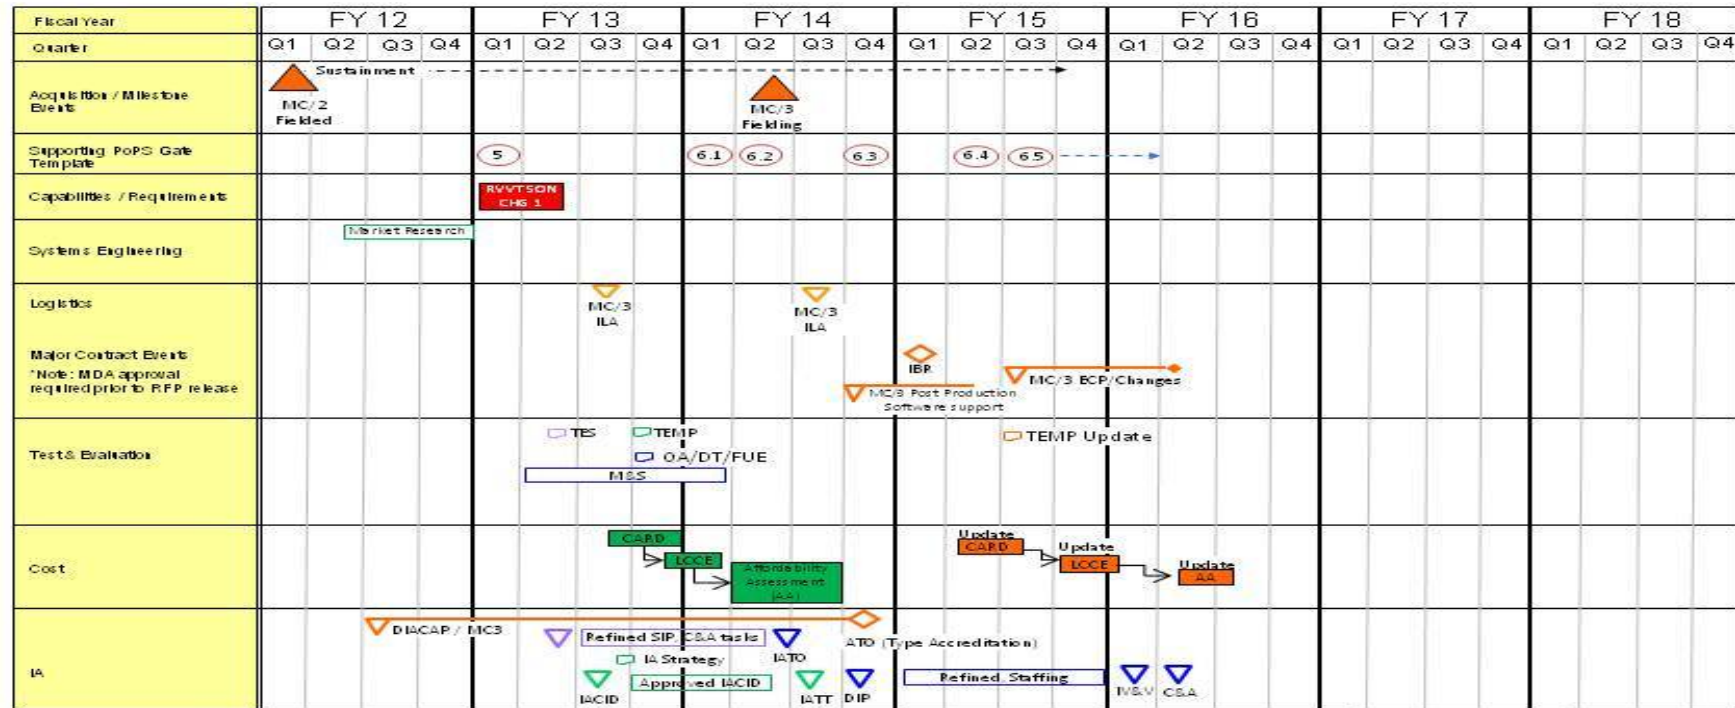 Fiscal Year FY 12 FY 13 FY 14 FY 15 FY 16 FY 17 FY 18
Quarter Q1 Q2 Q3 Q4 Q1 Q2 Q3 Q4 Q1 Q2 Q3 Q4 Q1 Q2 Q3 Q4 Q1 Q2 Q3 Q4 Q1 Q2 Q3 Q4 Q1 Q2 Q3 Q4
Acquisition / Milestone
Events
Sustainment
MC/2
Fielded
MC/3
Fielding
Supporting PoPS Gate
Template
5 6.1 6.2 6.3 6.4 6.5
Capabilities / Requirements
RVVTSON
CHG 1
Systems Engineering
Market Research
Logistics
MC/3
ILA
MC/3
ILA
Major Contract Events
*Note: MDA approval
required prior to RFP release
IBR
MC/3 ECP/Changes
MC/3 Post Production
Software support
Test & Evaluation
TES TEMP TEMP Update
QA/DT/FUE
M&S
Cost
CARD
LCCE
Affordability
Assessment
(AA)
Update
CARD
Update
LCCE
Update
AA
IA
DIACAP / MC3
Refined SIP, C&A tasks
IATO
ATO (Type Accreditation)
IA Strategy
IACID
Approved IACID
IATT
DIP
Refined, Staffing
IV&V
C&A